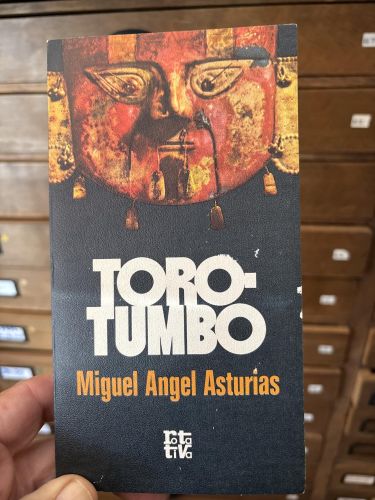 TORO-
TUMBO
Miguel Angel Asturias
rota
tiva